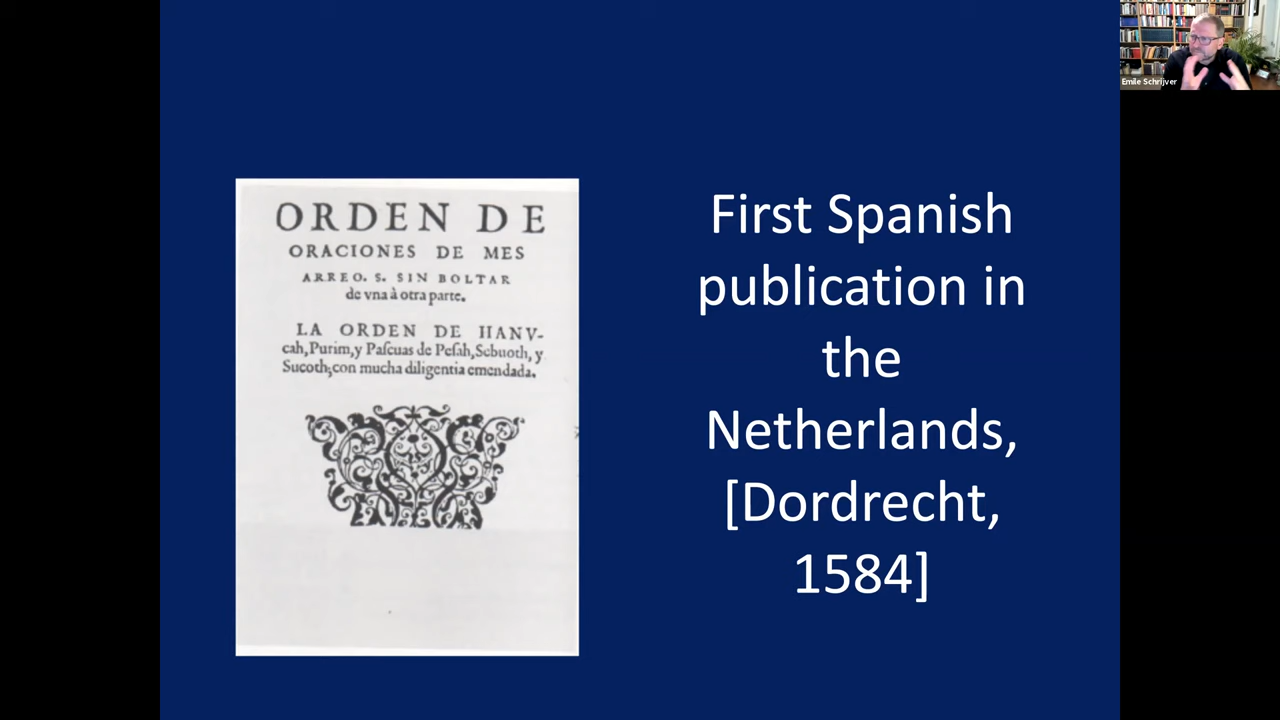 ORDEN DE
ORACIONES DE MES
ARREO. S. SIN BOLTAR
de vna à otra parte.
LA ORDEN DE HANV-
cah, Purim, y Paſcuas de Peſah, Sebuoth, y
Sucoth; con mucha diligentia emendada.
First Spanish
publication in
the
Netherlands,
[Dordrecht,
1584]
Emile Schrijver